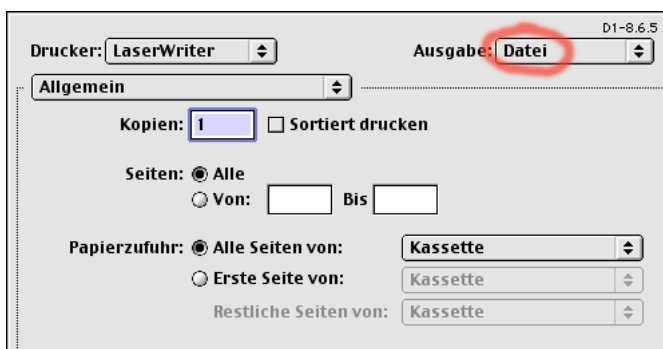 D1-8.6.5
Drucker: LaserWriter Ausgabe: Datei
Allgemein
Kopien: 1 Sortiert drucken
Seiten: Alle
Von: Bis
Papierzufuhr: Alle Seiten von: Kassette
Erste Seite von: Kassette
Restliche Seiten von: Kassette